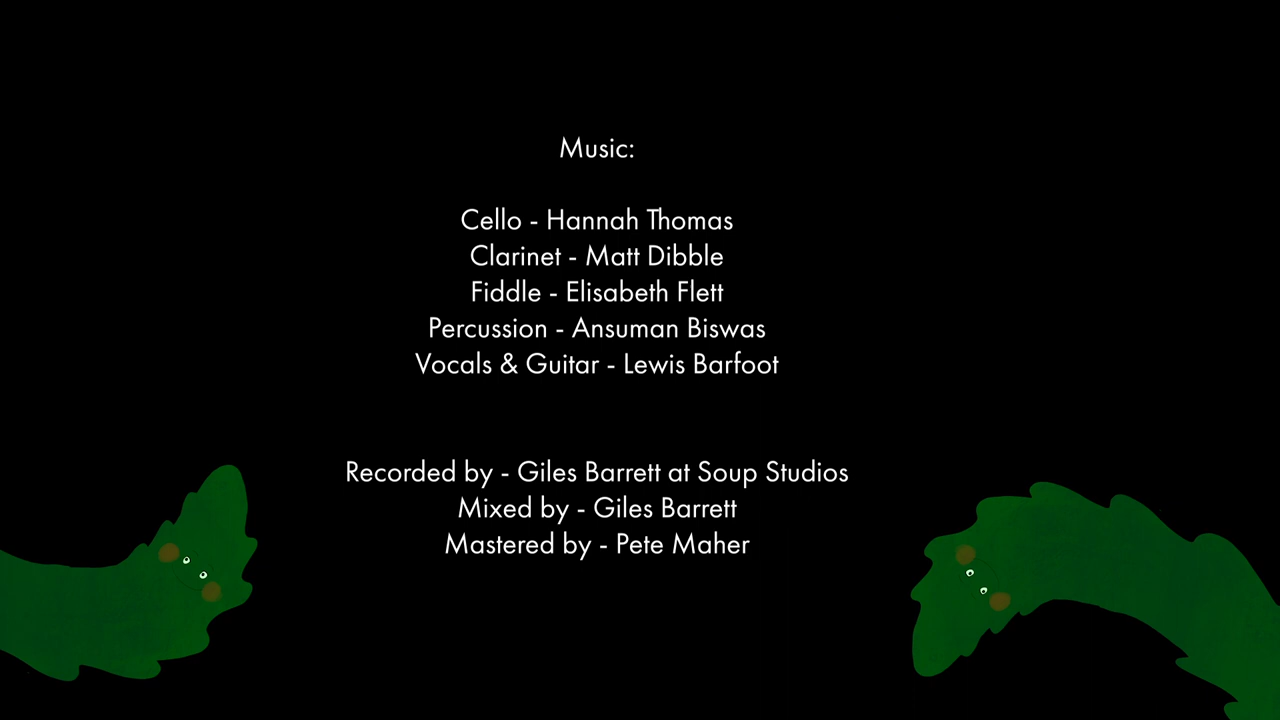 Music:
Cello - Hannah Thomas
Clarinet - Matt Dibble
Fiddle - Elisabeth Flett
Percussion - Ansuman Biswas
Vocals & Guitar - Lewis Barfoot
Recorded by - Giles Barrett at Soup Studios
Mixed by - Giles Barrett
Mastered by - Pete Maher